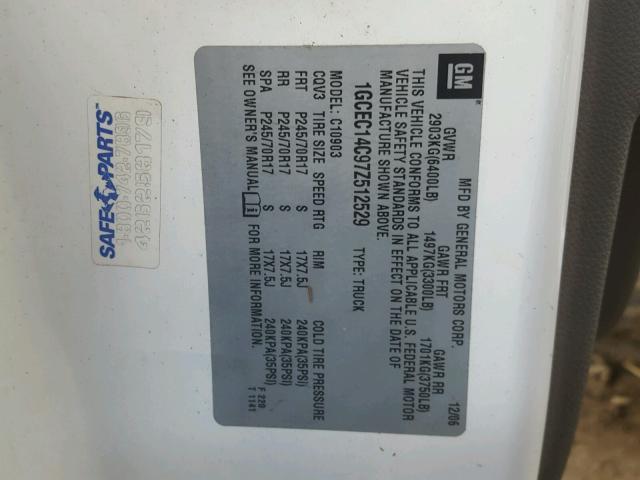 GM
MFD BY GENERAL MOTORS CORP. 12/06
GVWR GAWR FRT GAWR RR
2903KG(6400LB) 1497KG(3300LB) 1701KG(3750LB)
THIS VEHICLE CONFORMS TO ALL APPLICABLE U.S. FEDERAL MOTOR
VEHICLE SAFETY STANDARDS IN EFFECT ON THE DATE OF
MANUFACTURE SHOWN ABOVE.
1GCEC14C97Z512529 TYPE: TRUCK
MODEL: C10903
CQV3 TIRE SIZE SPEED RTG RIM COLD TIRE PRESSURE
FRT P245/70R17 S 17X7.5J 240KPA(35PSI)
RR P245/70R17 S 17X7.5J 240KPA(35PSI)
SPA P245/70R17 S 17X7.5J 240KPA(35PSI)
SEE OWNER'S MANUAL FOR MORE INFORMATION.
F 220
T 1141
SAFE PARTS